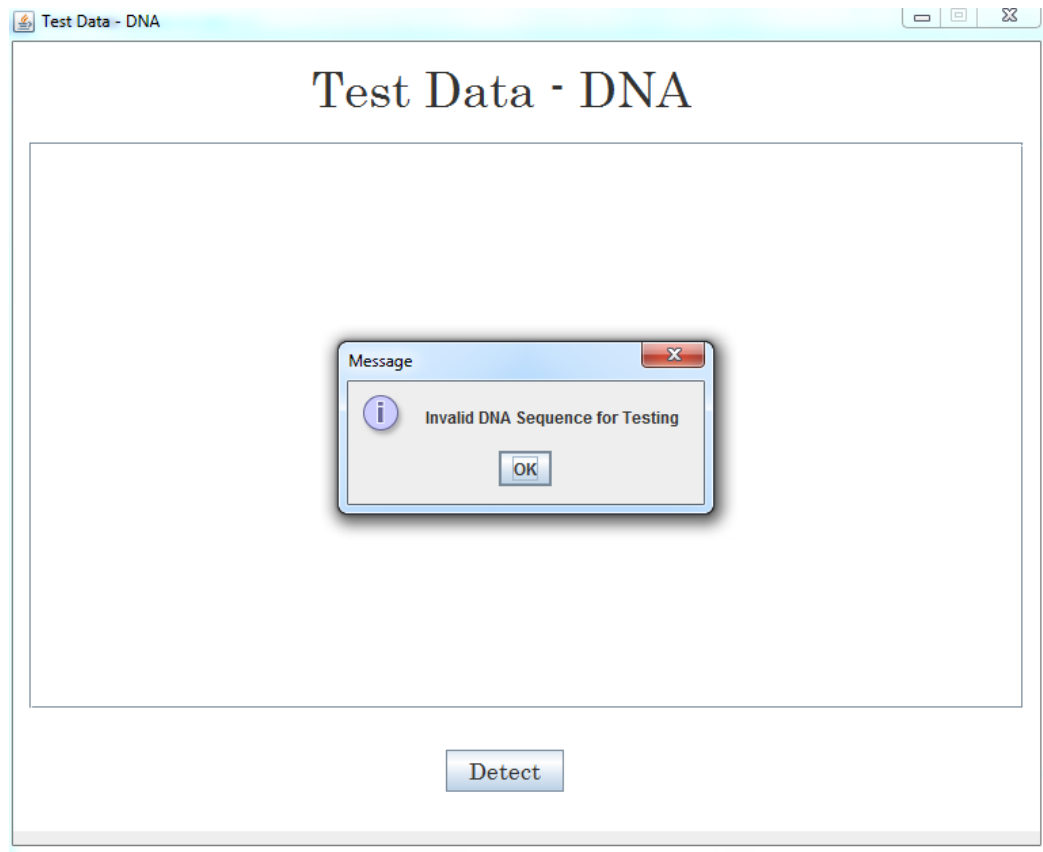 Test Data - DNA
Test Data - DNA
Message
Invalid DNA Sequence for Testing
OK
Detect